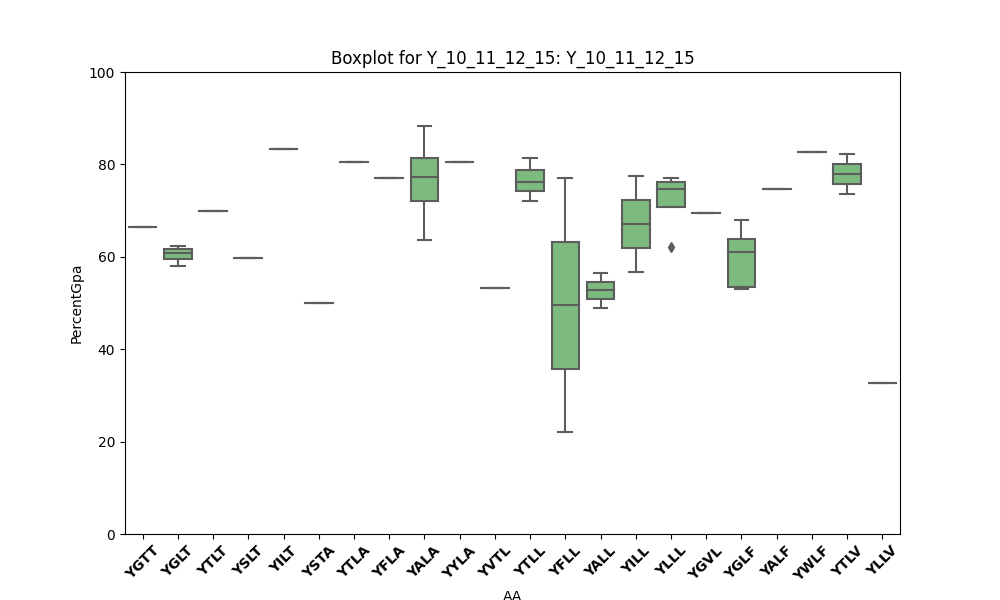 Boxplot for Y_10_11_12_15: Y_10_11_12_15
100
80
60
40
20
0
PercentGpa
YGTT
YGLT
YTLT
YSLT
YILT
YSTA
YTLA
YFLA
YALA
YYLA
YVTL
YTLL
YFLL
YALL
YILL
YLLL
YGVL
YGLF
YALF
YWLF
YTLV
YLLV
AA